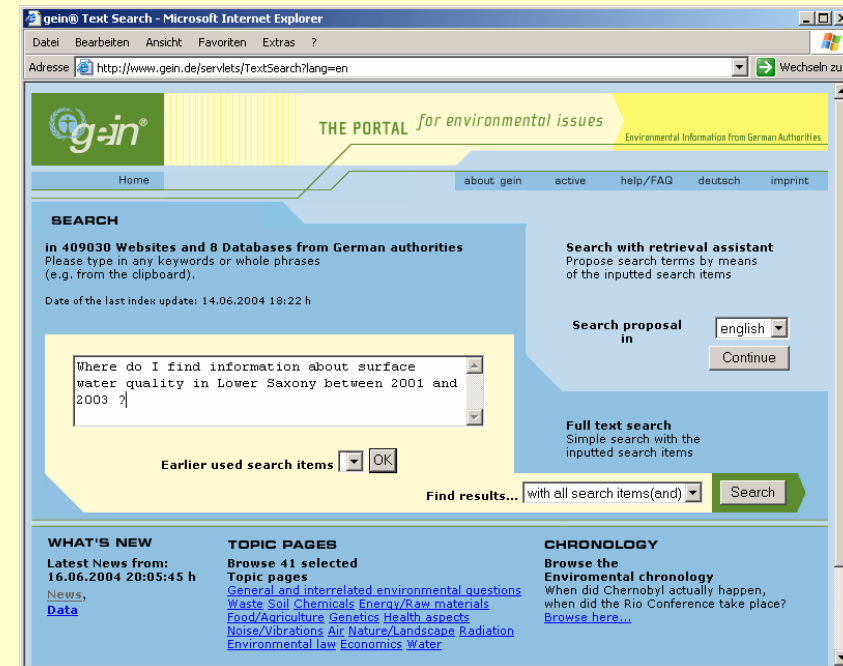 gein® Text Search - Microsoft Internet Explorer
Datei Bearbeiten Ansicht Favoriten Extras ?
Adresse http://www.gein.de/servlets/TextSearch?lang=en Wechseln zu
gein®
THE PORTAL for environmental issues
Environmental Information from German Authorities
Home about gein active help/FAQ deutsch imprint
SEARCH
in 409030 Websites and 8 Databases from German authorities
Please type in any keywords or whole phrases
(e.g. from the clipboard).
Date of the last index update: 14.06.2004 18:22 h
Where do I find information about surface
water quality in Lower Saxony between 2001 and
2003 ?
Earlier used search items OK
Search with retrieval assistant
Propose search terms by means
of the inputted search items
Search proposal
in
english
Continue
Full text search
Simple search with the
inputted search items
Find results... with all search items(and) Search
WHAT'S NEW
Latest News from:
16.06.2004 20:05:45 h
News,
Data
TOPIC PAGES
Browse 41 selected
Topic pages
General and interrelated environmental questions
Waste Soil Chemicals Energy/Raw materials
Food/Agriculture Genetics Health aspects
Noise/Vibrations Air Nature/Landscape Radiation
Environmental law Economics Water
CHRONOLOGY
Browse the
Enviromental chronology
When did Chernobyl actually happen,
when did the Rio Conference take place?
Browse here...